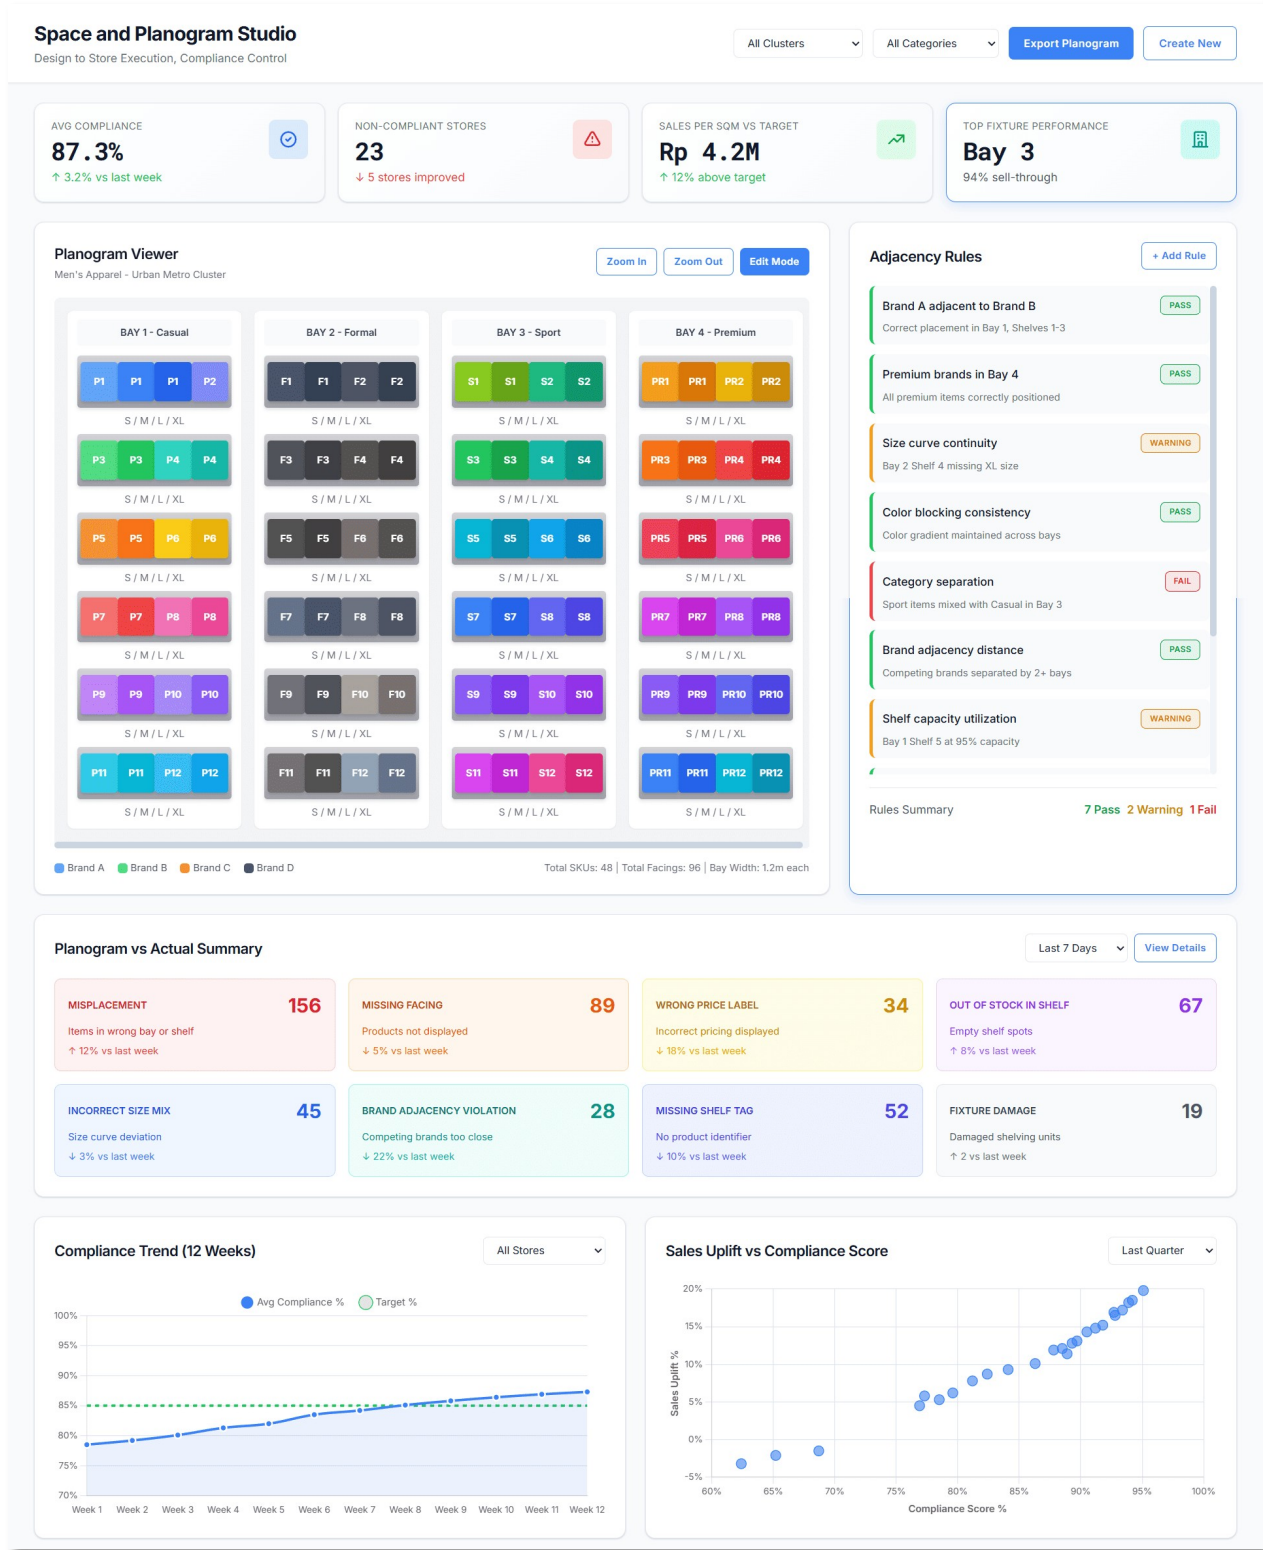 Space and Planogram Studio
Design to Store Execution, Compliance Control
All Clusters
All Categories
Export Planogram
Create New
AVG COMPLIANCE
87.3%
↑ 3.2% vs last week
NON-COMPLIANT STORES
23
↓ 5 stores improved
SALES PER SQM VS TARGET
Rp 4.2M
↑ 12% above target
TOP FIXTURE PERFORMANCE
Bay 3
94% sell-through
Planogram Viewer
Men's Apparel - Urban Metro Cluster
Zoom In
Zoom Out
Edit Mode
BAY 1 - Casual
P1 P1 P1 P2
S / M / L / XL
P3 P3 P4 P4
S / M / L / XL
P5 P5 P6 P6
S / M / L / XL
P7 P7 P8 P8
S / M / L / XL
P9 P9 P10 P10
S / M / L / XL
P11 P11 P12 P12
S / M / L / XL
BAY 2 - Formal
F1 F1 F2 F2
S / M / L / XL
F3 F3 F4 F4
S / M / L / XL
F5 F5 F6 F6
S / M / L / XL
F7 F7 F8 F8
S / M / L / XL
F9 F9 F10 F10
S / M / L / XL
F11 F11 F12 F12
S / M / L / XL
BAY 3 - Sport
S1 S1 S2 S2
S / M / L / XL
S3 S3 S4 S4
S / M / L / XL
S5 S5 S6 S6
S / M / L / XL
S7 S7 S8 S8
S / M / L / XL
S9 S9 S10 S10
S / M / L / XL
S11 S11 S12 S12
S / M / L / XL
BAY 4 - Premium
PR1 PR1 PR2 PR2
S / M / L / XL
PR3 PR3 PR4 PR4
S / M / L / XL
PR5 PR5 PR6 PR6
S / M / L / XL
PR7 PR7 PR8 PR8
S / M / L / XL
PR9 PR9 PR10 PR10
S / M / L / XL
PR11 PR11 PR12 PR12
S / M / L / XL
Brand A
Brand B
Brand C
Brand D
Total SKUs: 48 | Total Facings: 96 | Bay Width: 1.2m each
Adjacency Rules
+ Add Rule
Brand A adjacent to Brand B
PASS
Correct placement in Bay 1, Shelves 1-3
Premium brands in Bay 4
PASS
All premium items correctly positioned
Size curve continuity
WARNING
Bay 2 Shelf 4 missing XL size
Color blocking consistency
PASS
Color gradient maintained across bays
Category separation
FAIL
Sport items mixed with Casual in Bay 3
Brand adjacency distance
PASS
Competing brands separated by 2+ bays
Shelf capacity utilization
WARNING
Bay 1 Shelf 5 at 95% capacity
Rules Summary
7 Pass 2 Warning 1 Fail
Planogram vs Actual Summary
Last 7 Days
View Details
MISPLACEMENT
156
Items in wrong bay or shelf
↑ 12% vs last week
MISSING FACING
89
Products not displayed
↓ 5% vs last week
WRONG PRICE LABEL
34
Incorrect pricing displayed
↓ 18% vs last week
OUT OF STOCK IN SHELF
67
Empty shelf spots
↑ 8% vs last week
INCORRECT SIZE MIX
45
Size curve deviation
↓ 3% vs last week
BRAND ADJACENCY VIOLATION
28
Competing brands too close
↓ 22% vs last week
MISSING SHELF TAG
52
No product identifier
↓ 10% vs last week
FIXTURE DAMAGE
19
Damaged shelving units
↑ 2 vs last week
Compliance Trend (12 Weeks)
All Stores
Avg Compliance %
Target %
100%
95%
90%
85%
80%
75%
70%
Week 1 Week 2 Week 3 Week 4 Week 5 Week 6 Week 7 Week 8 Week 9 Week 10 Week 11 Week 12
Sales Uplift vs Compliance Score
Last Quarter
Sales Uplift %
20%
15%
10%
5%
0%
-5%
60% 65% 70% 75% 80% 85% 90% 95% 100%
Compliance Score %